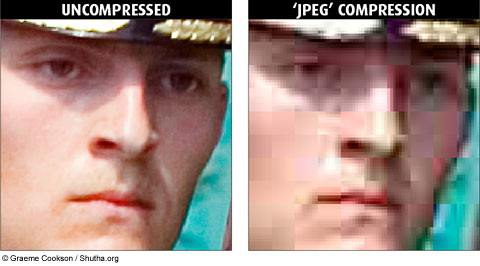 UNCOMPRESSED
‘JPEG’ COMPRESSION
© Graeme Cookson / Shutha.org